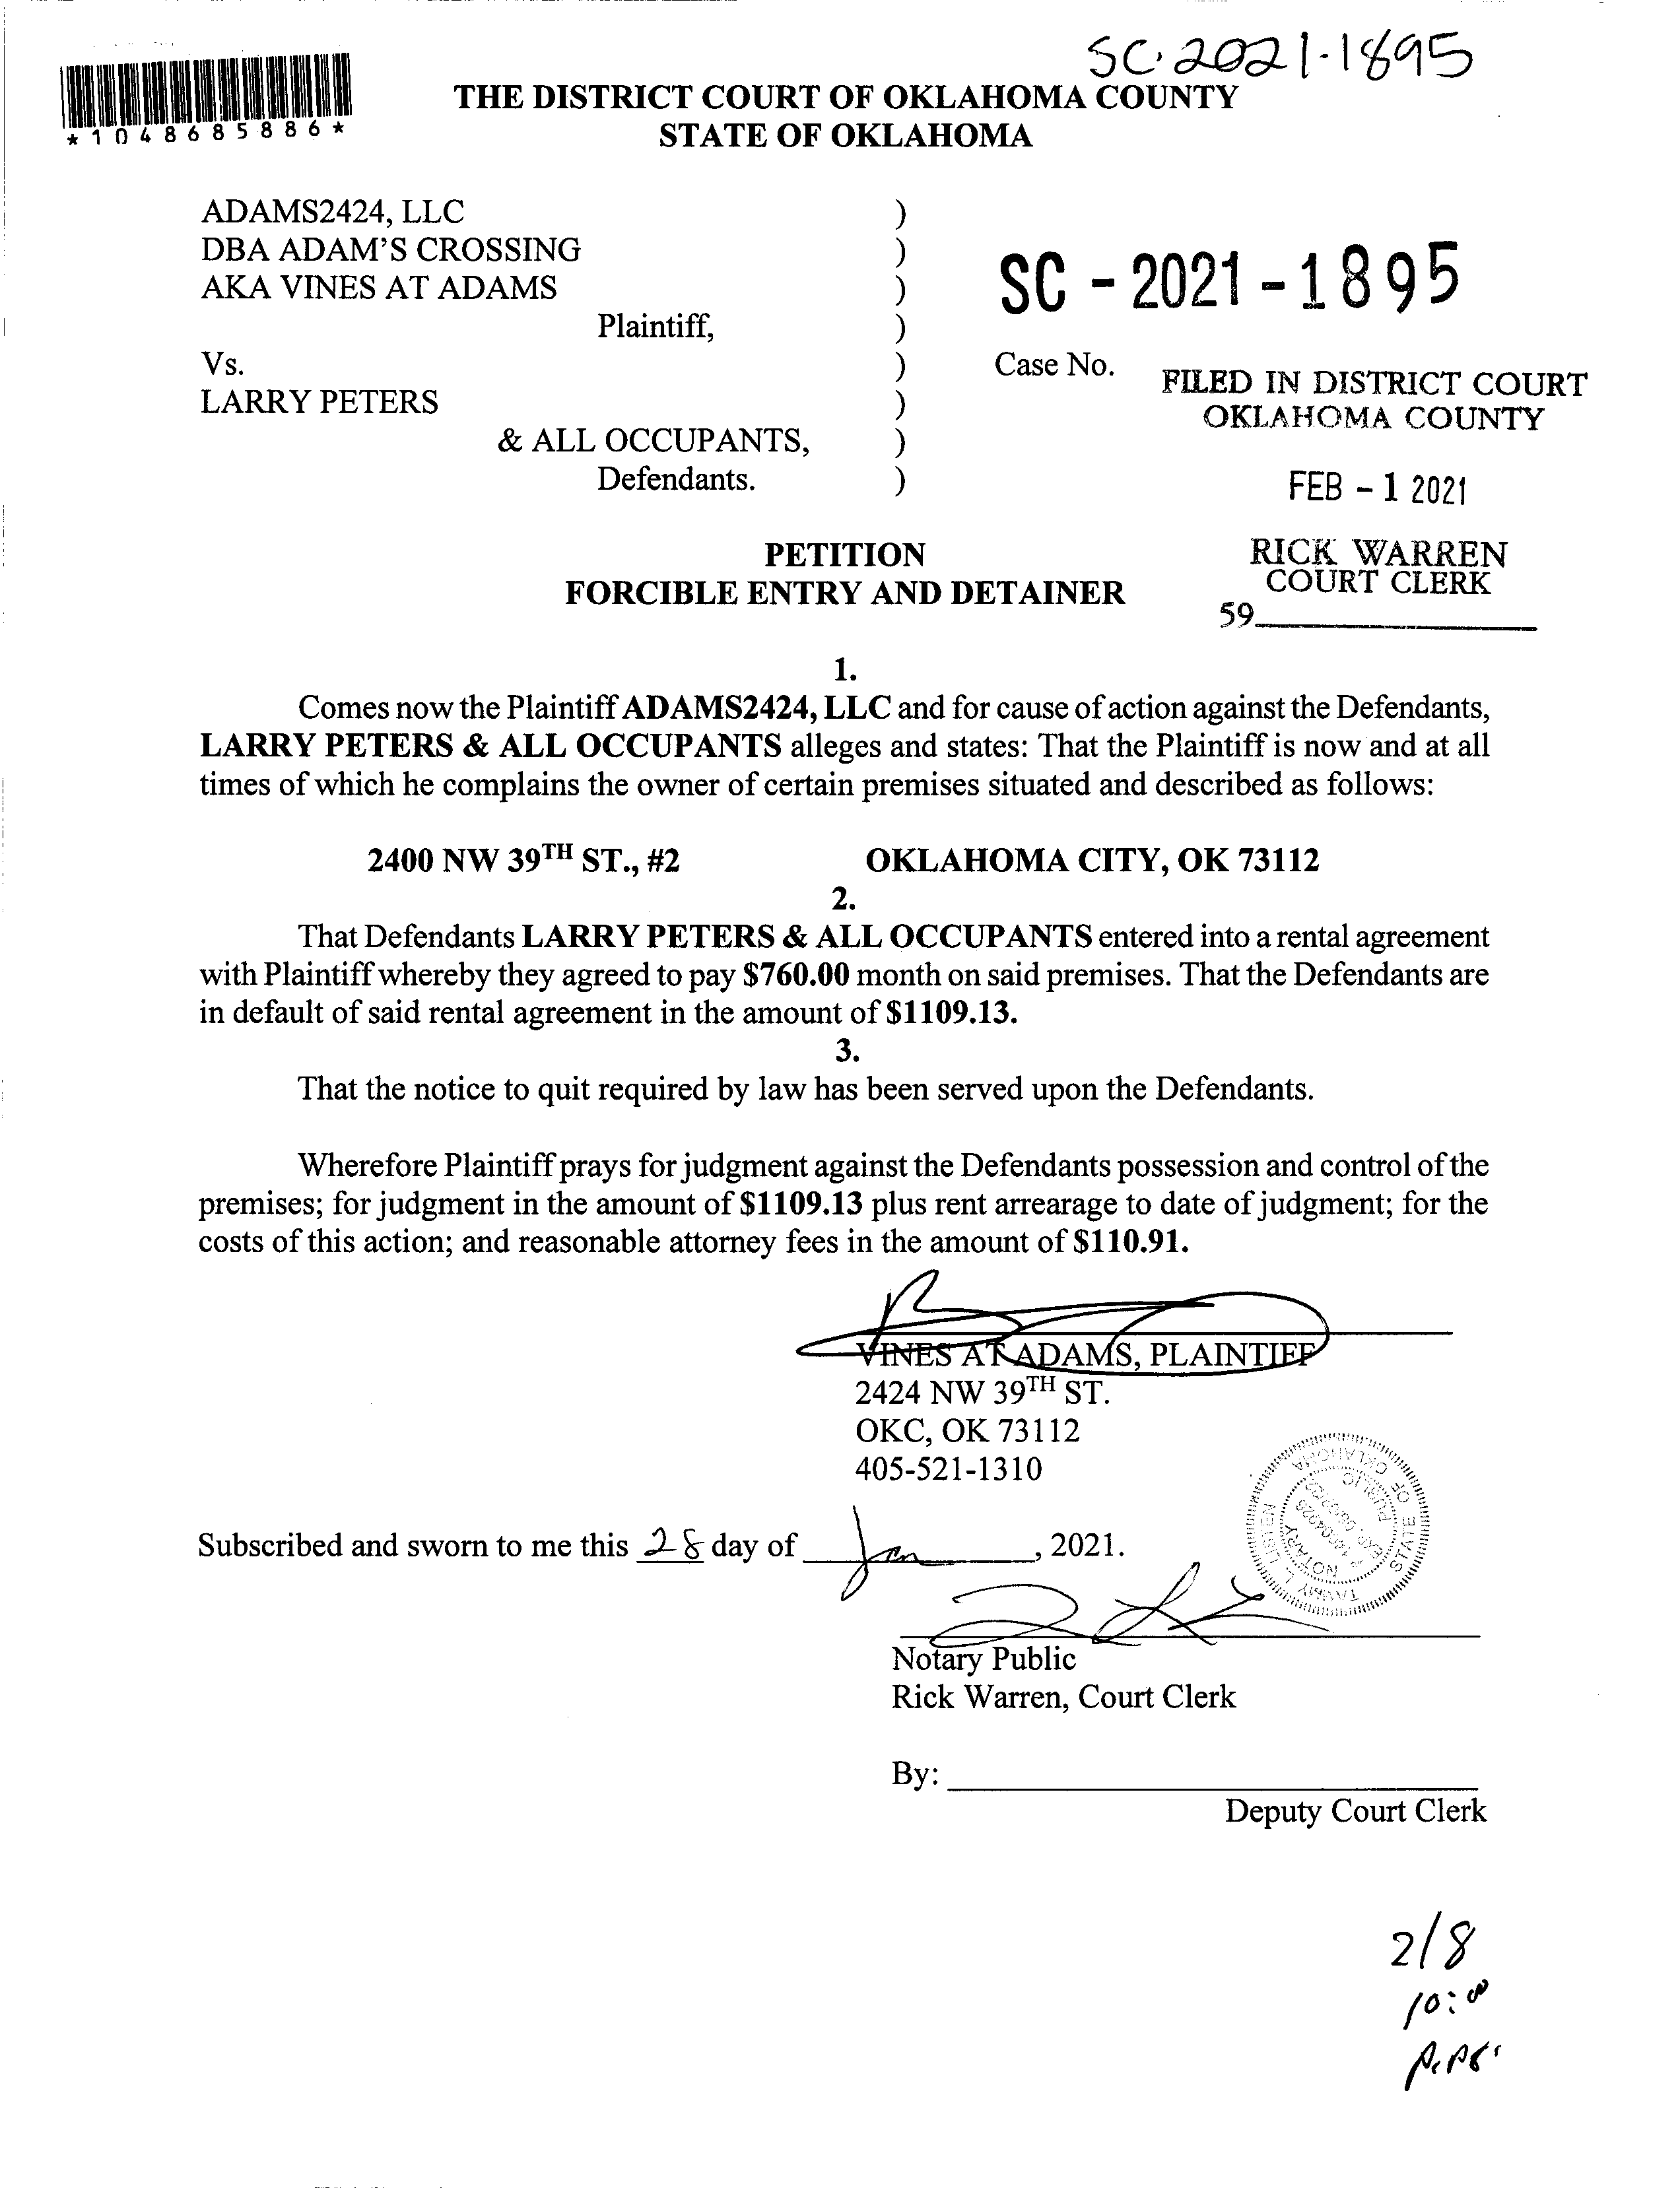 SC-2021-1895
*1048685886*
THE DISTRICT COURT OF OKLAHOMA COUNTY
STATE OF OKLAHOMA
ADAMS2424, LLC )
DBA ADAM'S CROSSING )
AKA VINES AT ADAMS )
SC - 2021 - 1895
Plaintiff, )
Vs. ) Case No.
LARRY PETERS )
& ALL OCCUPANTS, )
Defendants. )
FILED IN DISTRICT COURT
OKLAHOMA COUNTY
FEB - 1 2021
RICK WARREN
COURT CLERK
59
PETITION
FORCIBLE ENTRY AND DETAINER
1.
Comes now the Plaintiff ADAMS2424, LLC and for cause of action against the Defendants,
LARRY PETERS & ALL OCCUPANTS alleges and states: That the Plaintiff is now and at all
times of which he complains the owner of certain premises situated and described as follows:
2400 NW 39TH ST., #2 OKLAHOMA CITY, OK 73112
2.
That Defendants LARRY PETERS & ALL OCCUPANTS entered into a rental agreement
with Plaintiff whereby they agreed to pay $760.00 month on said premises. That the Defendants are
in default of said rental agreement in the amount of $1109.13.
3.
That the notice to quit required by law has been served upon the Defendants.
Wherefore Plaintiff prays for judgment against the Defendants possession and control of the
premises; for judgment in the amount of $1109.13 plus rent arrearage to date of judgment; for the
costs of this action; and reasonable attorney fees in the amount of $110.91.
VINES AT ADAMS, PLAINTIFF
2424 NW 39TH ST.
OKC, OK 73112
405-521-1310
Subscribed and sworn to me this 28 day of Jan, 2021.
NOTARY
PUBLIC
STATE OF OKLAHOMA
Notary Public
Rick Warren, Court Clerk
By:
Deputy Court Clerk
2/8
10:00